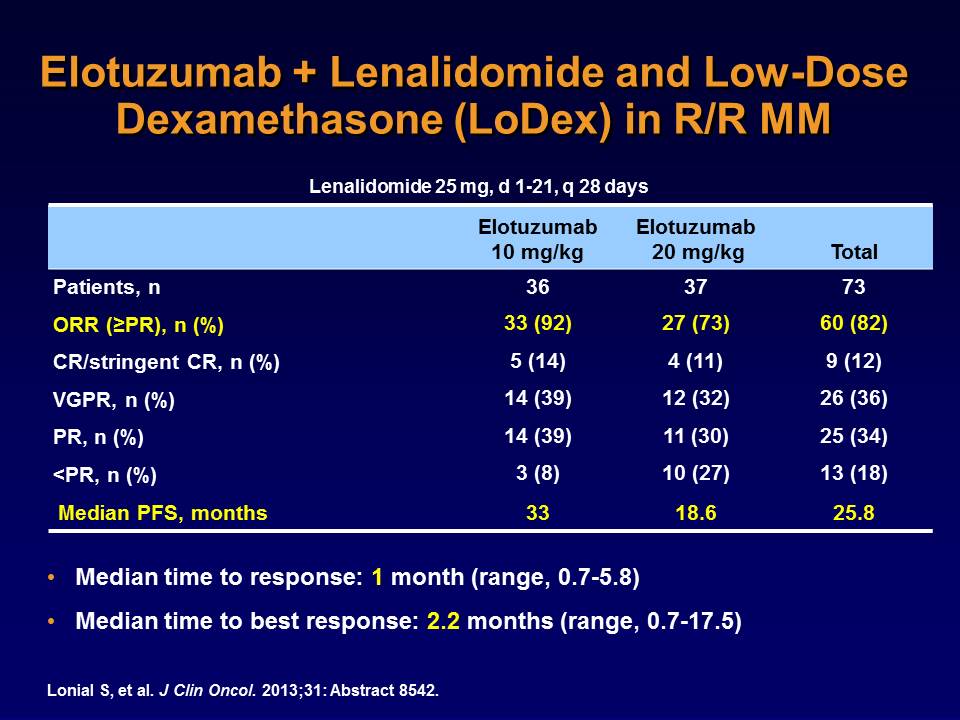 Elotuzumab + Lenalidomide and Low-Dose
Dexamethasone (LoDex) in R/R MM
Lenalidomide 25 mg, d 1-21, q 28 days
Elotuzumab 10 mg/kg Elotuzumab 20 mg/kg Total
Patients, n 36 37 73
ORR (≥PR), n (%) 33 (92) 27 (73) 60 (82)
CR/stringent CR, n (%) 5 (14) 4 (11) 9 (12)
VGPR, n (%) 14 (39) 12 (32) 26 (36)
PR, n (%) 14 (39) 11 (30) 25 (34)
<PR, n (%) 3 (8) 10 (27) 13 (18)
Median PFS, months 33 18.6 25.8
• Median time to response: 1 month (range, 0.7-5.8)
• Median time to best response: 2.2 months (range, 0.7-17.5)
Lonial S, et al. J Clin Oncol. 2013;31: Abstract 8542.